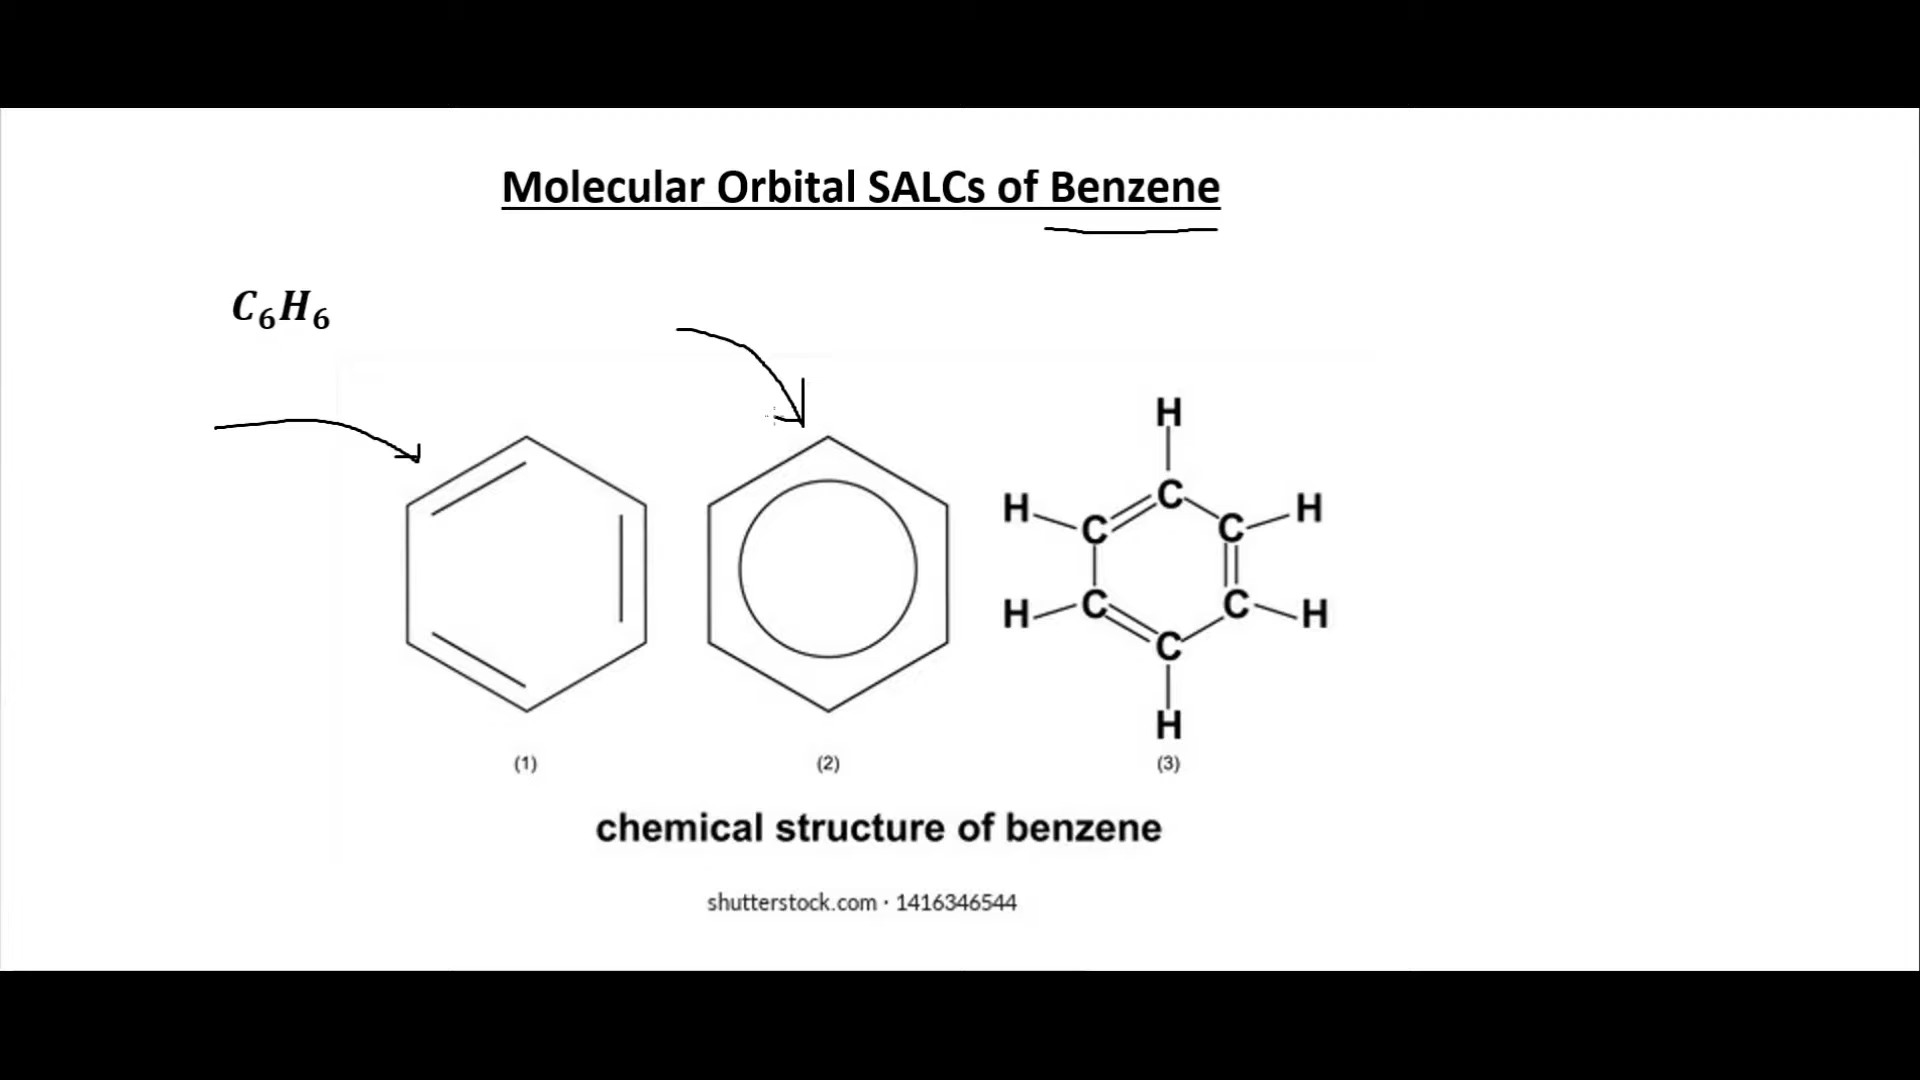 Molecular Orbital SALCs of Benzene
C₆H₆
H
H C C C H
H C C C H
H
(1) (2) (3)
chemical structure of benzene
shutterstock.com · 1416346544